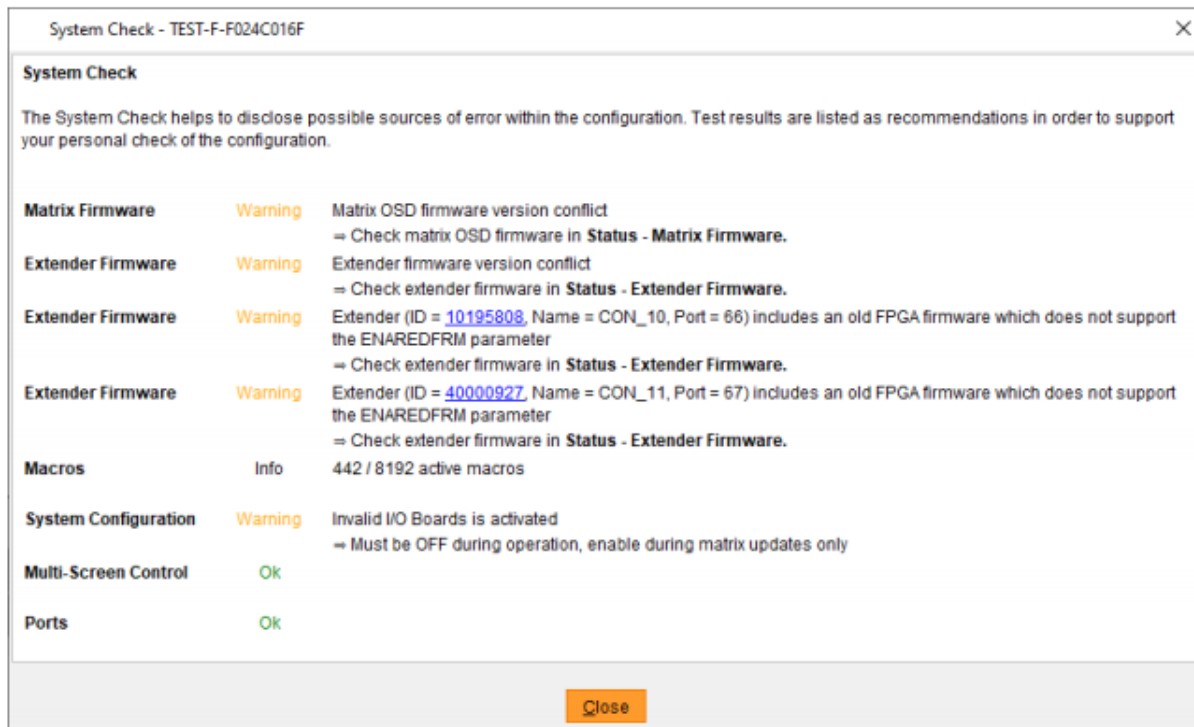 System Check - TEST-F-F024C016F
System Check
The System Check helps to disclose possible sources of error within the configuration. Test results are listed as recommendations in order to support
your personal check of the configuration.
Matrix Firmware Warning Matrix OSD firmware version conflict
⇒ Check matrix OSD firmware in Status - Matrix Firmware.
Extender Firmware Warning Extender firmware version conflict
⇒ Check extender firmware in Status - Extender Firmware.
Extender Firmware Warning Extender (ID = 10195808, Name = CON_10, Port = 66) includes an old FPGA firmware which does not support
the ENAREDFRM parameter
⇒ Check extender firmware in Status - Extender Firmware.
Extender Firmware Warning Extender (ID = 40000927, Name = CON_11, Port = 67) includes an old FPGA firmware which does not support
the ENAREDFRM parameter
⇒ Check extender firmware in Status - Extender Firmware.
Macros Info 442 / 8192 active macros
System Configuration Warning Invalid I/O Boards is activated
⇒ Must be OFF during operation, enable during matrix updates only
Multi-Screen Control Ok
Ports Ok
Close